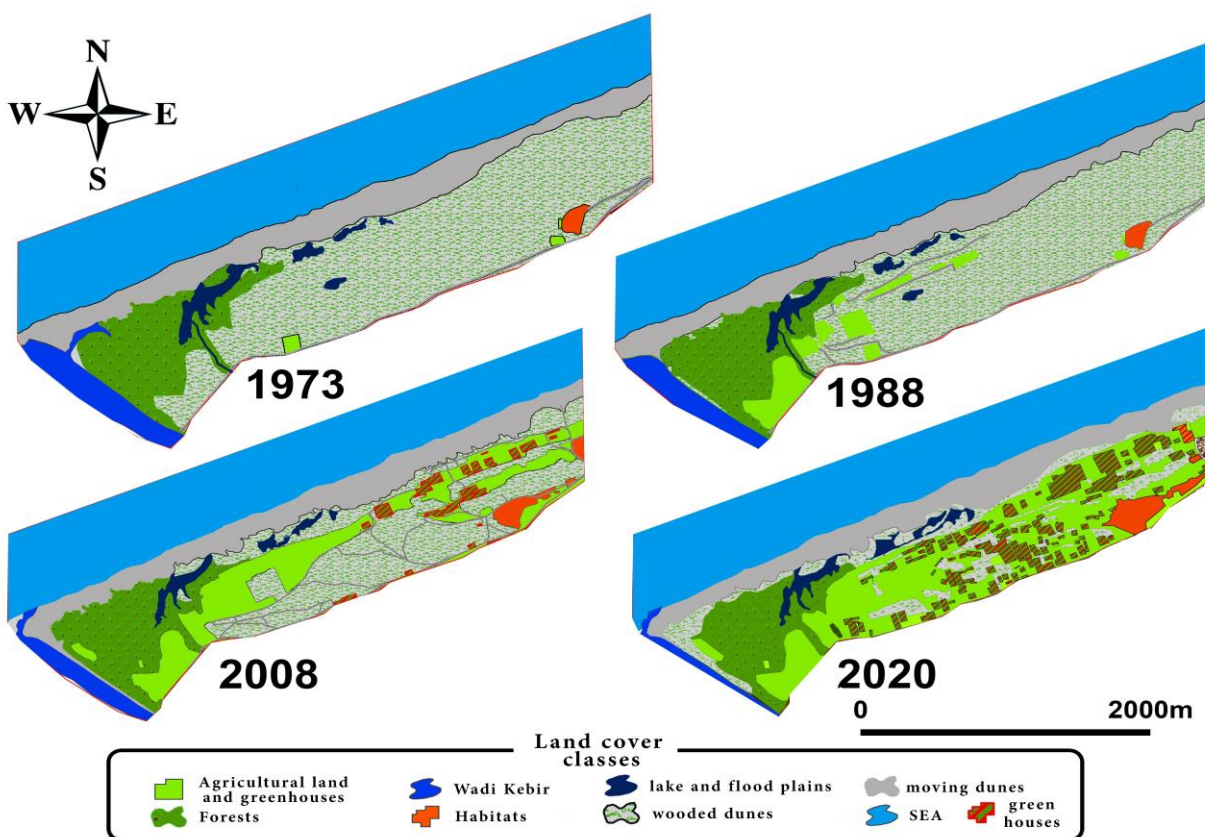 N
W E
S
1973
1988
2008
2020
0 2000m
Land cover
classes
Agricultural land
and greenhouses
Wadi Kebir
lake and flood plains
moving dunes
Forests
Habitats
wooded dunes
SEA
green
houses